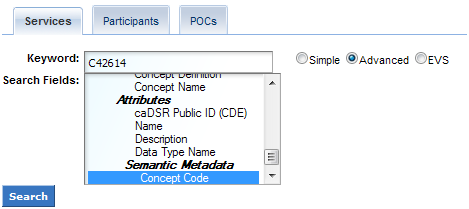 Services Participants POCs
Keyword: C42614 Simple Advanced EVS
Search Fields: Concept Definition
Concept Name
Attributes
caDSR Public ID (CDE)
Name
Description
Data Type Name
Semantic Metadata
Concept Code
Search